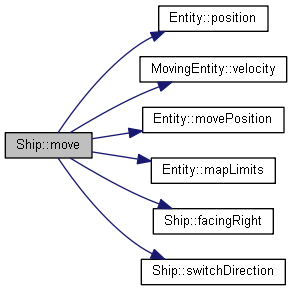 Entity::position
MovingEntity::velocity
Entity::movePosition
Ship::move
Entity::mapLimits
Ship::facingRight
Ship::switchDirection